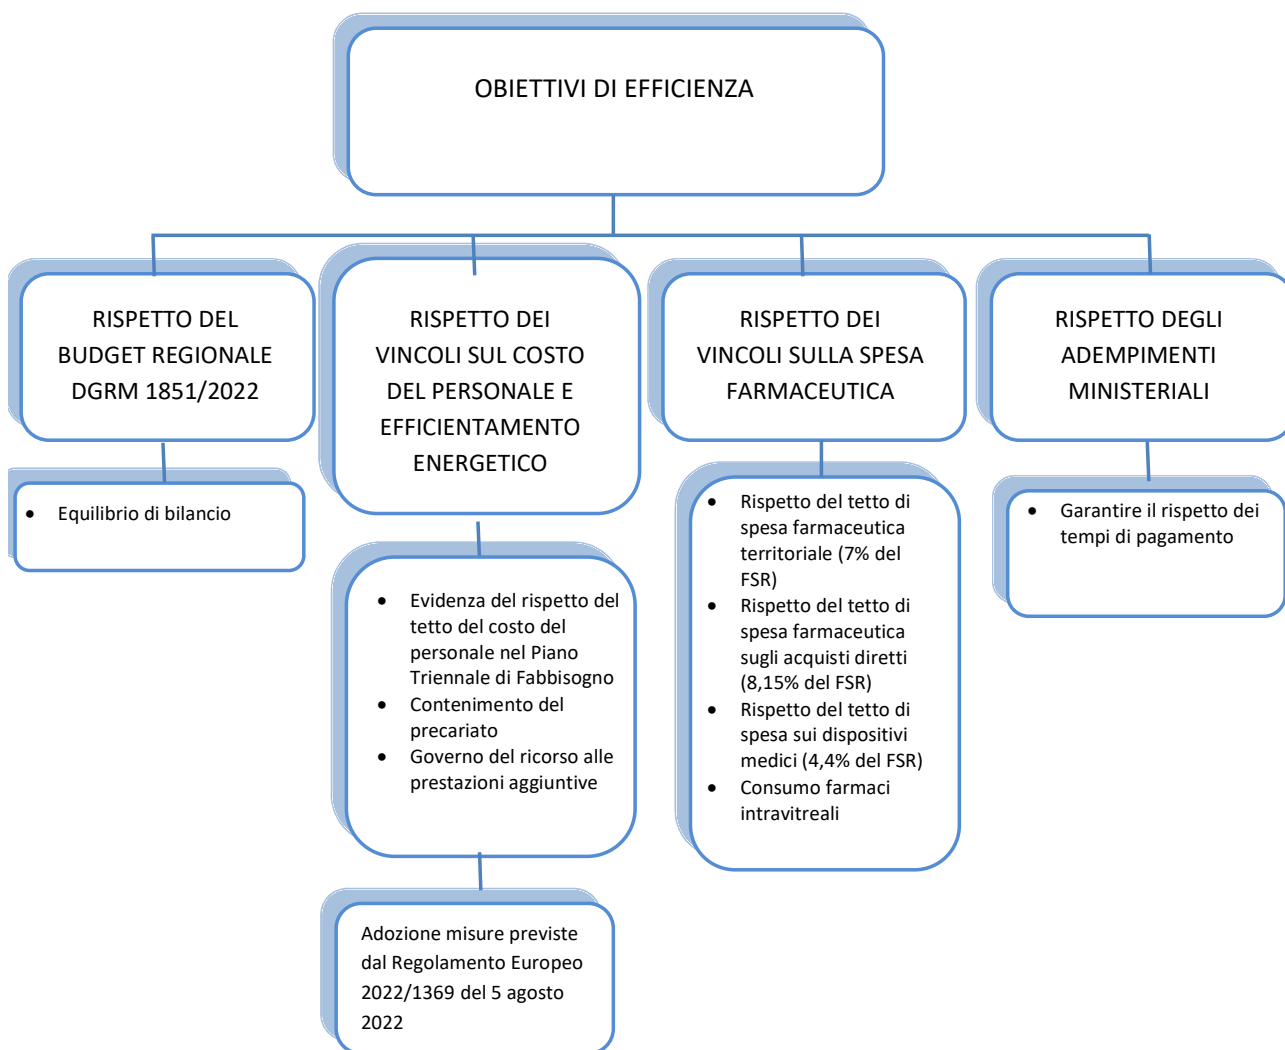 OBIETTIVI DI EFFICIENZA
RISPETTO DEL
BUDGET REGIONALE
DGRM 1851/2022
• Equilibrio di bilancio
RISPETTO DEI
VINCOLI SUL COSTO
DEL PERSONALE E
EFFICIENTAMENTO
ENERGETICO
• Evidenza del rispetto del
tetto del costo del
personale nel Piano
Triennale di Fabbisogno
• Contenimento del
precariato
• Governo del ricorso alle
prestazioni aggiuntive
Adozione misure previste
dal Regolamento Europeo
2022/1369 del 5 agosto
2022
RISPETTO DEI
VINCOLI SULLA SPESA
FARMACEUTICA
• Rispetto del tetto di
spesa farmaceutica
territoriale (7% del
FSR)
• Rispetto del tetto di
spesa farmaceutica
sugli acquisti diretti
(8,15% del FSR)
• Rispetto del tetto di
spesa sui dispositivi
medici (4,4% del FSR)
• Consumo farmaci
intravitreali
RISPETTO DEGLI
ADEMPIMENTI
MINISTERIALI
• Garantire il rispetto dei
tempi di pagamento